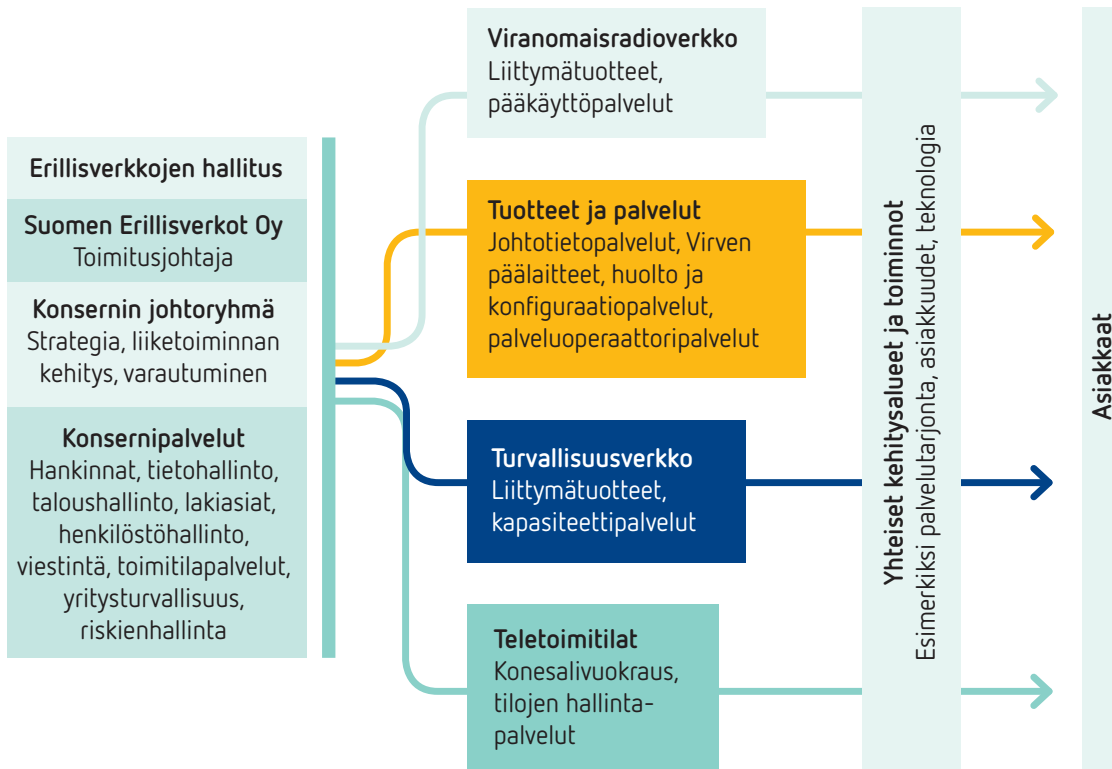 Erillisverkkojen hallitus
Suomen Erillisverkot Oy
Toimitusjohtaja
Konsernin johtoryhmä
Strategia, liiketoiminnan
kehitys, varautuminen
Konsernipalvelut
Hankinnat, tietohallinto,
taloushallinto, lakiasiat,
henkilöstöhallinto,
viestintä, toimitilapalvelut,
yritysturvallisuus,
riskienhallinta
Viranomaisradioverkko
Liittymätuotteet,
pääkäyttöpalvelut
Tuotteet ja palvelut
Johtotietopalvelut, Virven
päälaitteet, huolto ja
konfiguraatiopalvelut,
palveluoperaattoripalvelut
Turvallisuusverkko
Liittymätuotteet,
kapasiteettipalvelut
Teletoimitilat
Konesalivuokraus,
tilojen hallinta-
palvelut
Yhteiset kehitysalueet ja toiminnot
Esimerkiksi palvelutarjonta, asiakkuudet, teknologia
Asiakkaat